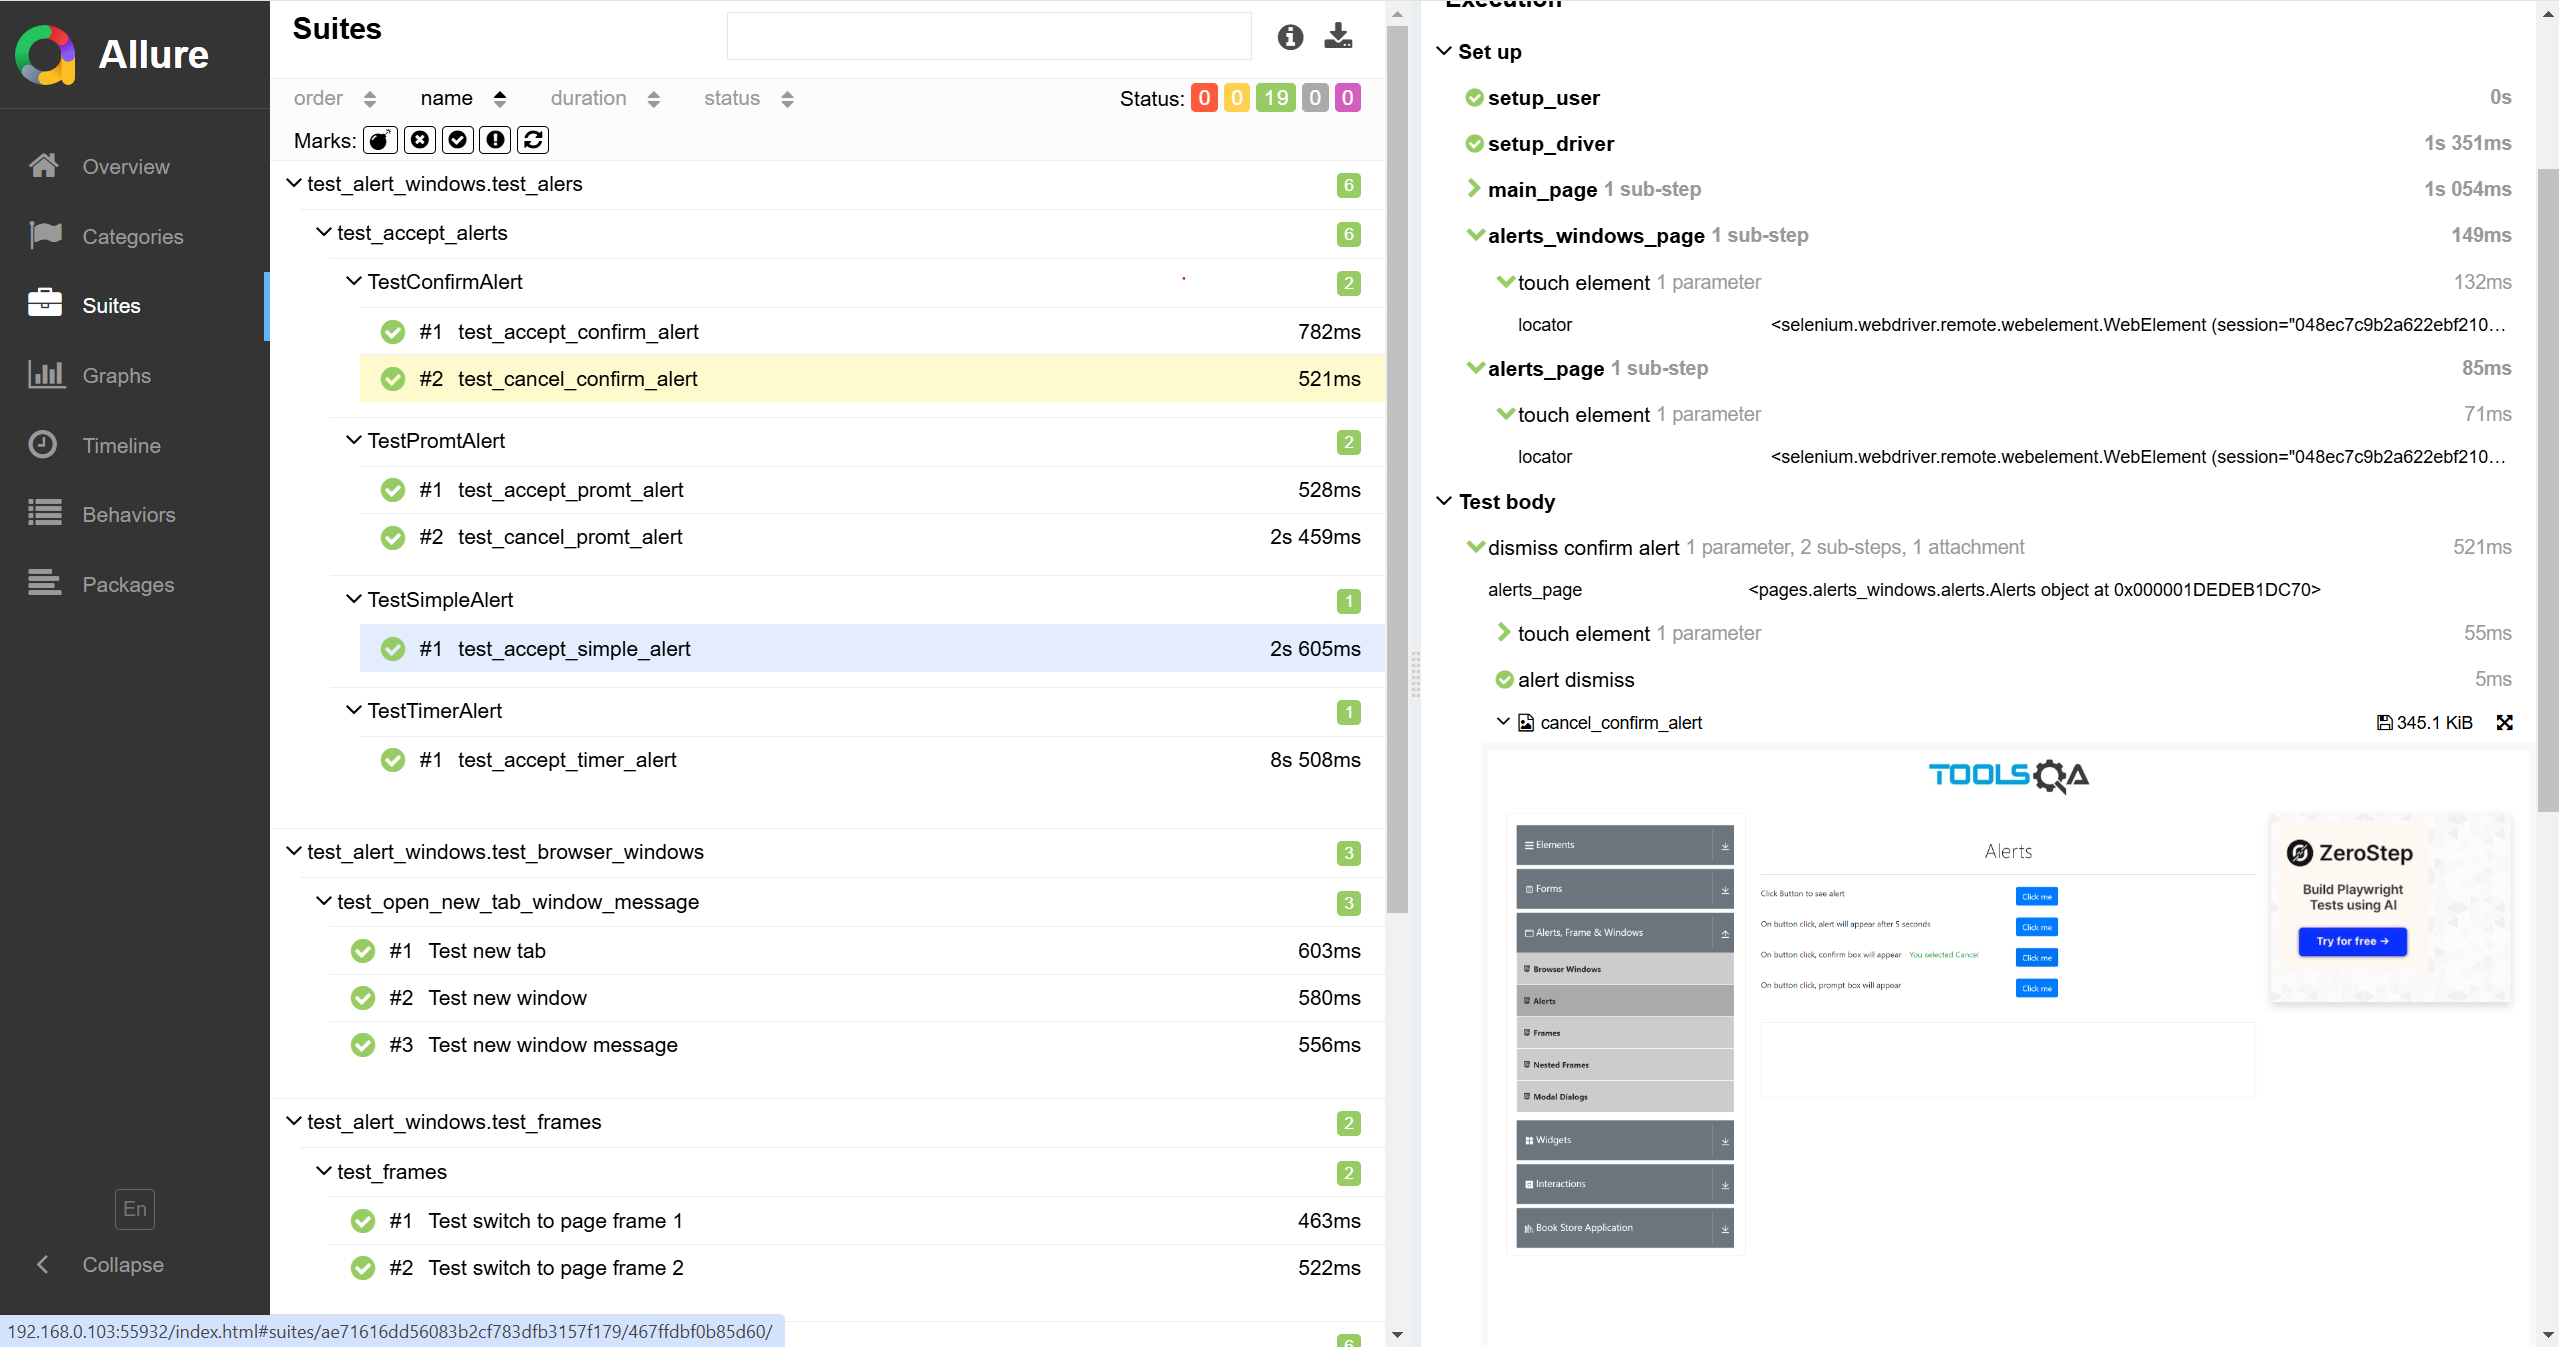 Allure
Overview
Categories
Suites
Graphs
Timeline
Behaviors
Packages
En
Collapse
Suites
order name duration status
Status: 0 0 19 0 0
Marks:
test_alert_windows.test_alers 6
test_accept_alerts 6
TestConfirmAlert 2
#1 test_accept_confirm_alert 782ms
#2 test_cancel_confirm_alert 521ms
TestPromtAlert 2
#1 test_accept_promt_alert 528ms
#2 test_cancel_promt_alert 2s 459ms
TestSimpleAlert 1
#1 test_accept_simple_alert 2s 605ms
TestTimerAlert 1
#1 test_accept_timer_alert 8s 508ms
test_alert_windows.test_browser_windows 3
test_open_new_tab_window_message 3
#1 Test new tab 603ms
#2 Test new window 580ms
#3 Test new window message 556ms
test_alert_windows.test_frames 2
test_frames 2
#1 Test switch to page frame 1 463ms
#2 Test switch to page frame 2 522ms
6
192.168.0.103:55932/index.html#suites/ae71616dd56083b2cf783dfb3157f179/467ffdbf0b85d60/
Execution
Set up
setup_user 0s
setup_driver 1s 351ms
main_page 1 sub-step 1s 054ms
alerts_windows_page 1 sub-step 149ms
touch element 1 parameter 132ms
locator <selenium.webdriver.remote.webelement.WebElement (session="048ec7c9b2a622ebf210...
alerts_page 1 sub-step 85ms
touch element 1 parameter 71ms
locator <selenium.webdriver.remote.webelement.WebElement (session="048ec7c9b2a622ebf210...
Test body
dismiss confirm alert 1 parameter, 2 sub-steps, 1 attachment 521ms
alerts_page <pages.alerts_windows.alerts.Alerts object at 0x000001DEDEB1DC70>
touch element 1 parameter 55ms
alert dismiss 5ms
cancel_confirm_alert 345.1 KiB
TOOLSQA
Elements
Forms
Alerts, Frame & Windows
Browser Windows
Alerts
Frames
Nested Frames
Modal Dialogs
Widgets
Interactions
Book Store Application
Alerts
Click Button to see alert Click me
On button click, alert will appear after 5 seconds Click me
On button click, confirm box will appear You selected Cancel Click me
On button click, prompt box will appear Click me
ZeroStep
Build Playwright
Tests using AI
Try for free →